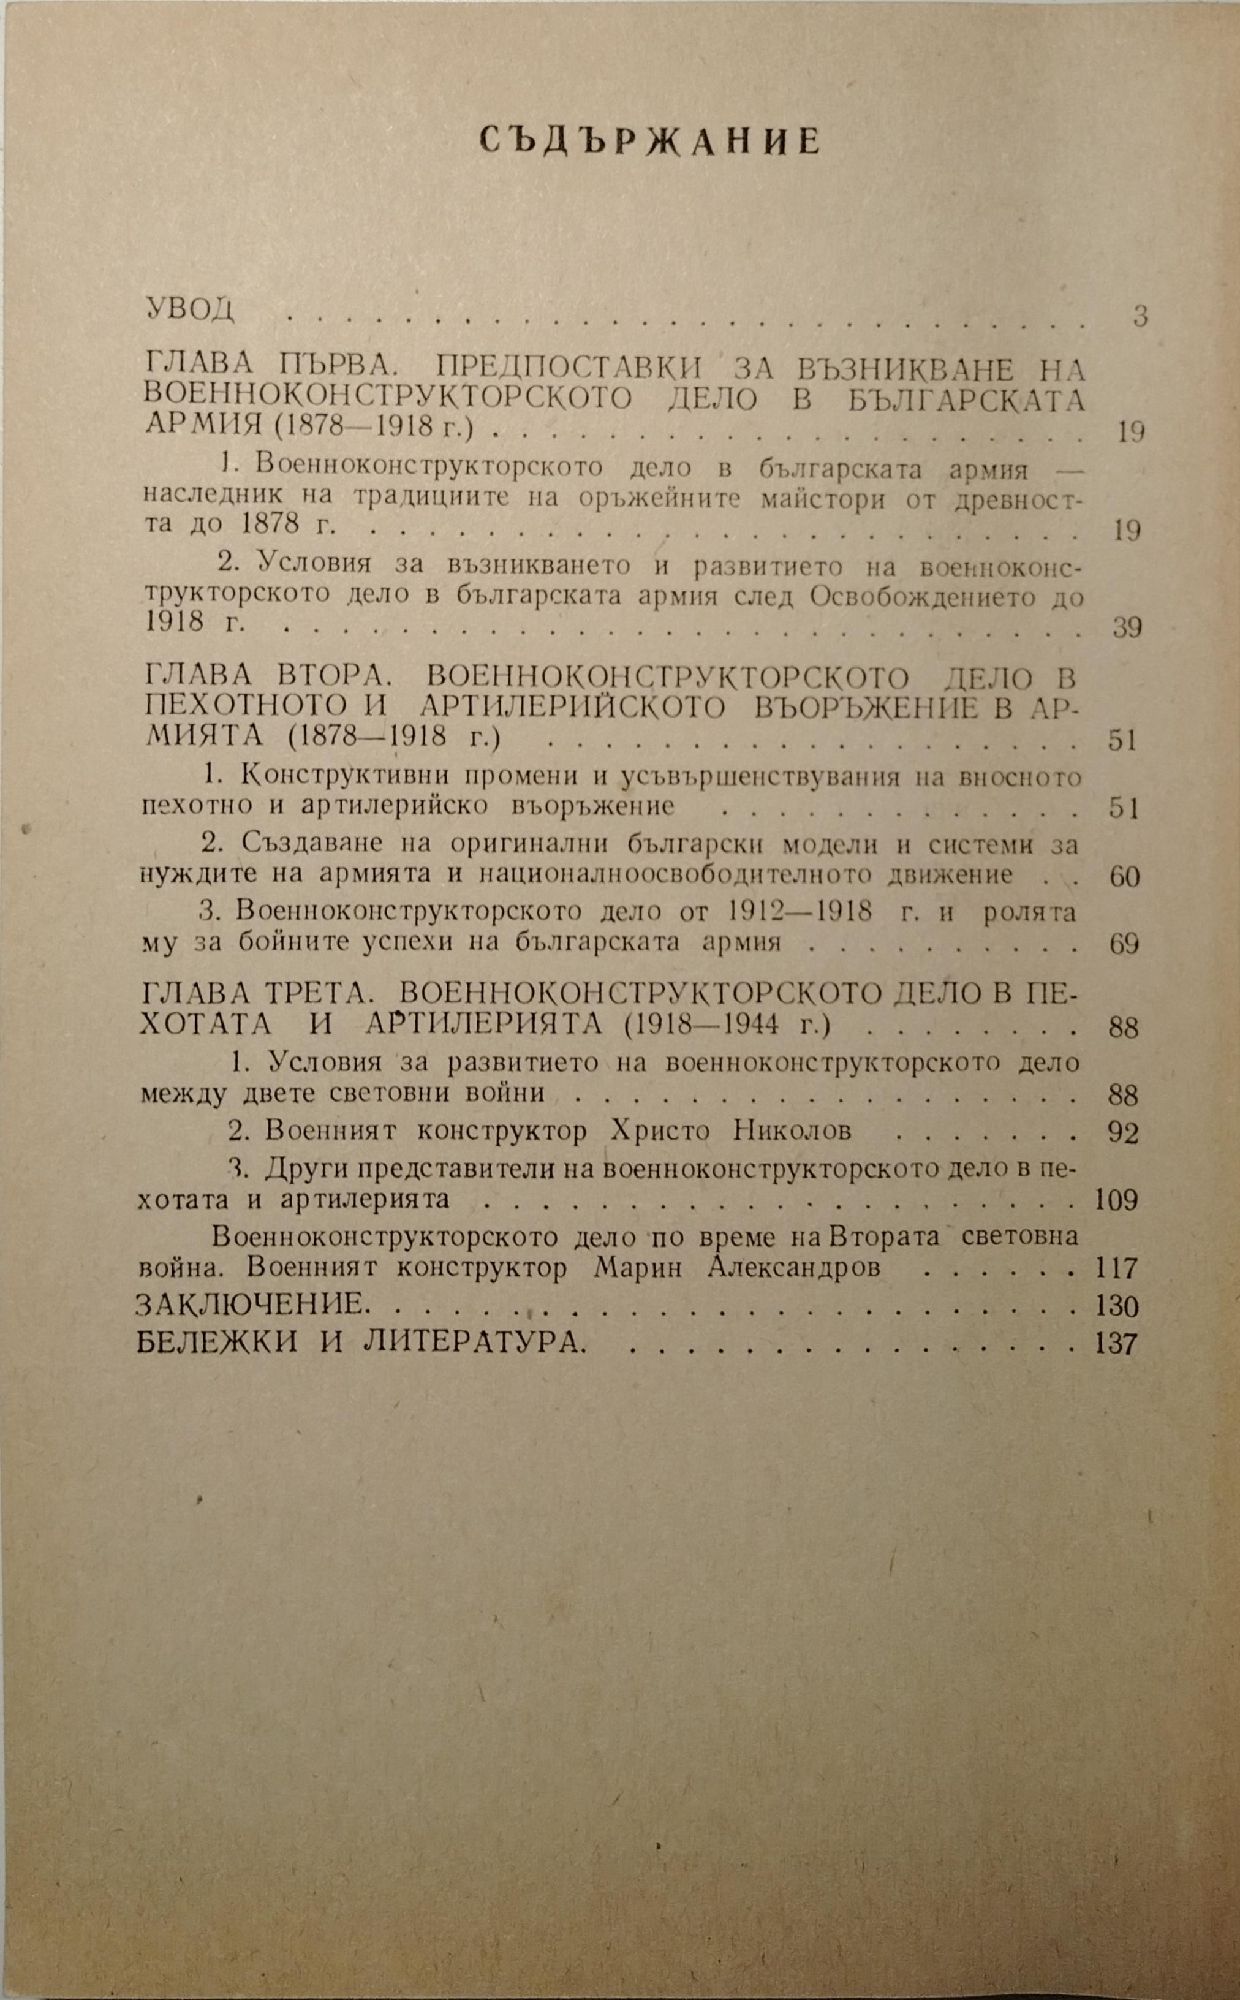 СЪДЪРЖАНИЕ
УВОД . . . . . . . . . . . . . . . . . . . . . . . . . . . . 3
ГЛАВА ПЪРВА. ПРЕДПОСТАВКИ ЗА ВЪЗНИКВАНЕ НА
ВОЕННОКОНСТРУКТОРСКОТО ДЕЛО В БЪЛГАРСКАТА
АРМИЯ (1878—1918 г.) . . . . . . . . . . . . . . . . . . . . . 19
1. Военноконструкторското дело в българската армия —
наследник на традициите на оръжейните майстори от древност-
та до 1878 г. . . . . . . . . . . . . . . . . . . . . . . . . . 19
2. Условия за възникването и развитието на военноконс-
трукторското дело в българската армия след Освобождението до
1918 г. . . . . . . . . . . . . . . . . . . . . . . . . . . . . 39
ГЛАВА ВТОРА. ВОЕННОКОНСТРУКТОРСКОТО ДЕЛО В
ПЕХОТНОТО И АРТИЛЕРИЙСКОТО ВЪОРЪЖЕНИЕ В АР-
МИЯТА (1878—1918 г.) . . . . . . . . . . . . . . . . . . . 51
1. Конструктивни промени и усъвършенствувания на вносното
пехотно и артилерийско въоръжение . . . . . . . . . . . . . 51
2. Създаване на оригинални български модели и системи за
нуждите на армията и националноосвободителното движение . . 60
3. Военноконструкторското дело от 1912—1918 г. и ролята
му за бойните успехи на българската армия . . . . . . . . . . 69
ГЛАВА ТРЕТА. ВОЕННОКОНСТРУКТОРСКОТО ДЕЛО В ПЕ-
ХОТАТА И АРТИЛЕРИЯТА (1918—1944 г.) . . . . . . . . 88
1. Условия за развитието на военноконструкторското дело
между двете световни войни . . . . . . . . . . . . . . . . . . 88
2. Военният конструктор Христо Николов . . . . . . . 92
3. Други представители на военноконструкторското дело в пе-
хотата и артилерията . . . . . . . . . . . . . . . . . . . . . 109
Военноконструкторското дело по време на Втората световна
война. Военният конструктор Марин Александров . . . . . . 117
ЗАКЛЮЧЕНИЕ. . . . . . . . . . . . . . . . . . . . . . . . . 130
БЕЛЕЖКИ И ЛИТЕРАТУРА. . . . . . . . . . . . . . . . . 137